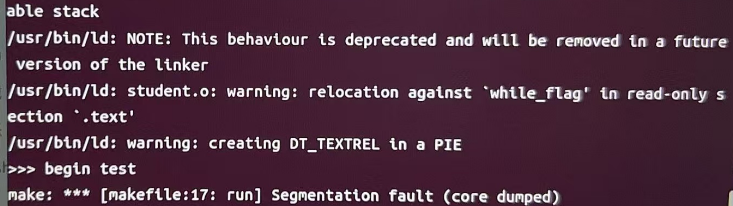 able stack
/usr/bin/ld: NOTE: This behaviour is deprecated and will be removed in a future
 version of the linker
/usr/bin/ld: student.o: warning: relocation against `while_flag' in read-only s
ection `.text'
/usr/bin/ld: warning: creating DT_TEXTREL in a PIE
>>> begin test
make: *** [makefile:17: run] Segmentation fault (core dumped)